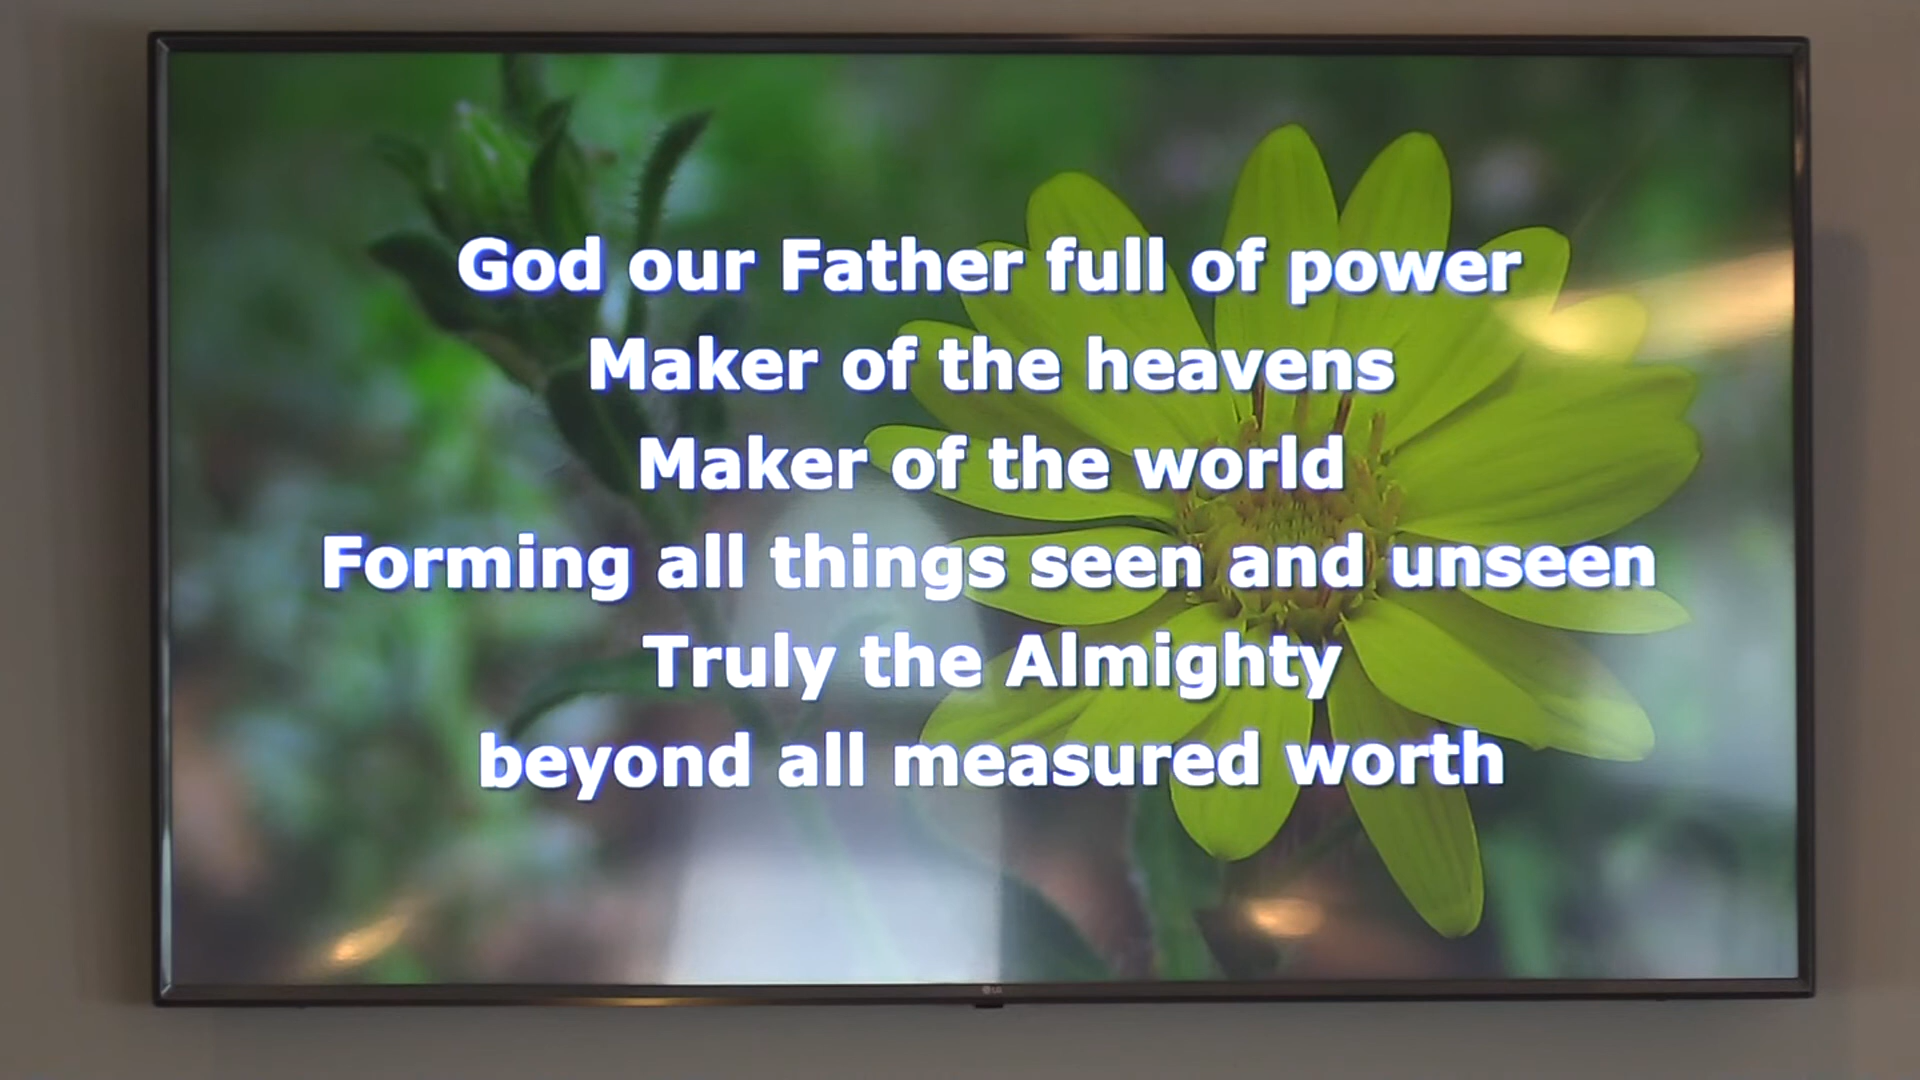 God our Father full of power
Maker of the heavens
Maker of the world
Forming all things seen and unseen
Truly the Almighty
beyond all measured worth
LG